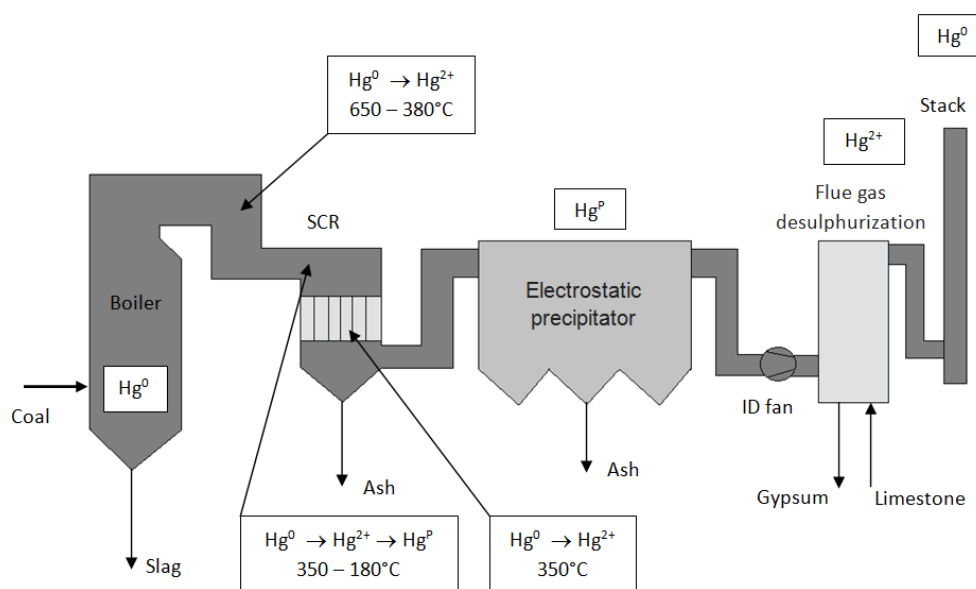 Hg⁰
Stack
Hg⁰ → Hg²⁺
650 – 380°C
Hg²⁺
Flue gas
desulphurization
SCR
Hgᴾ
Boiler
Electrostatic
precipitator
Hg⁰
Coal
ID fan
Ash
Ash
Gypsum
Limestone
Slag
Hg⁰ → Hg²⁺ → Hgᴾ
350 – 180°C
Hg⁰ → Hg²⁺
350°C